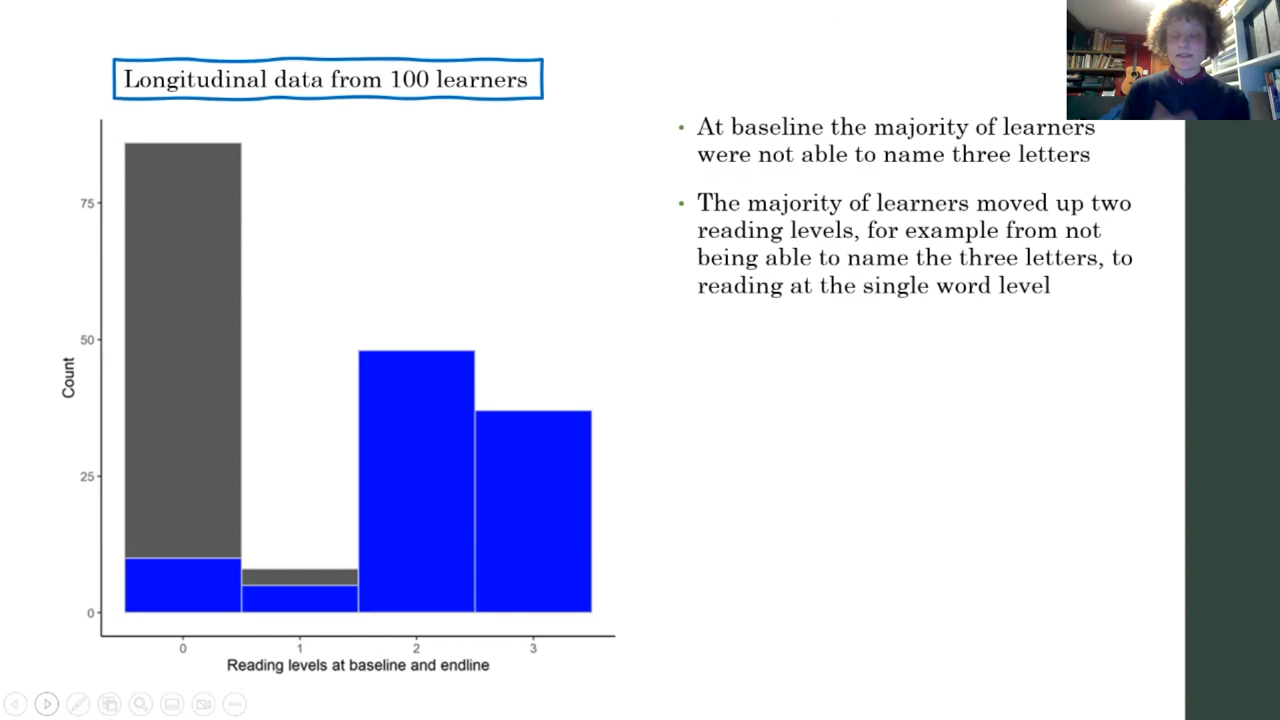 Longitudinal data from 100 learners
• At baseline the majority of learners
were not able to name three letters
• The majority of learners moved up two
reading levels, for example from not
being able to name the three letters, to
reading at the single word level
Count
75
50
25
0
0 1 2 3
Reading levels at baseline and endline